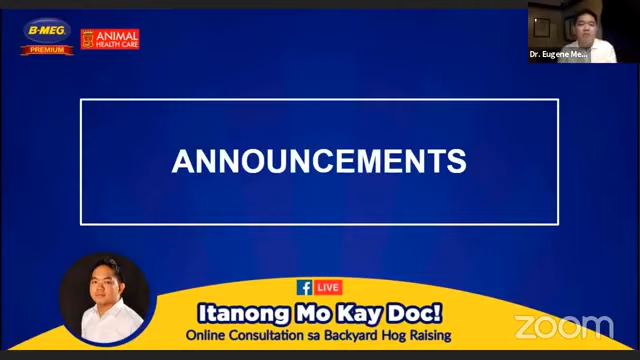 B-MEG
PREMIUM
ANIMAL
HEALTH CARE
Dr. Eugene Me...
ANNOUNCEMENTS
f LIVE
Itanong Mo Kay Doc!
Online Consultation sa Backyard Hog Raising
zoom